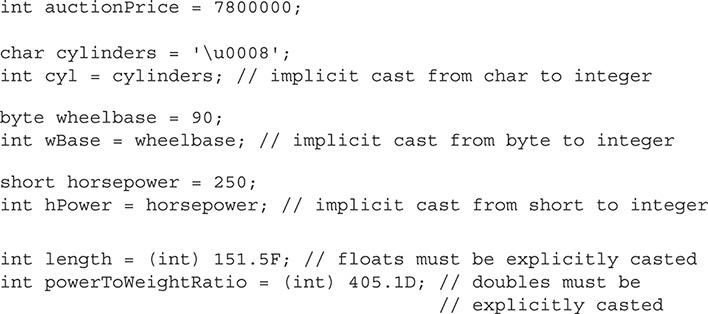 int auctionPrice = 7800000;
char cylinders = '\u0008';
int cyl = cylinders; // implicit cast from char to integer
byte wheelbase = 90;
int wBase = wheelbase; // implicit cast from byte to integer
short horsepower = 250;
int hPower = horsepower; // implicit cast from short to integer
int length = (int) 151.5F; // floats must be explicitly casted
int powerToWeightRatio = (int) 405.1D; // doubles must be
// explicitly casted